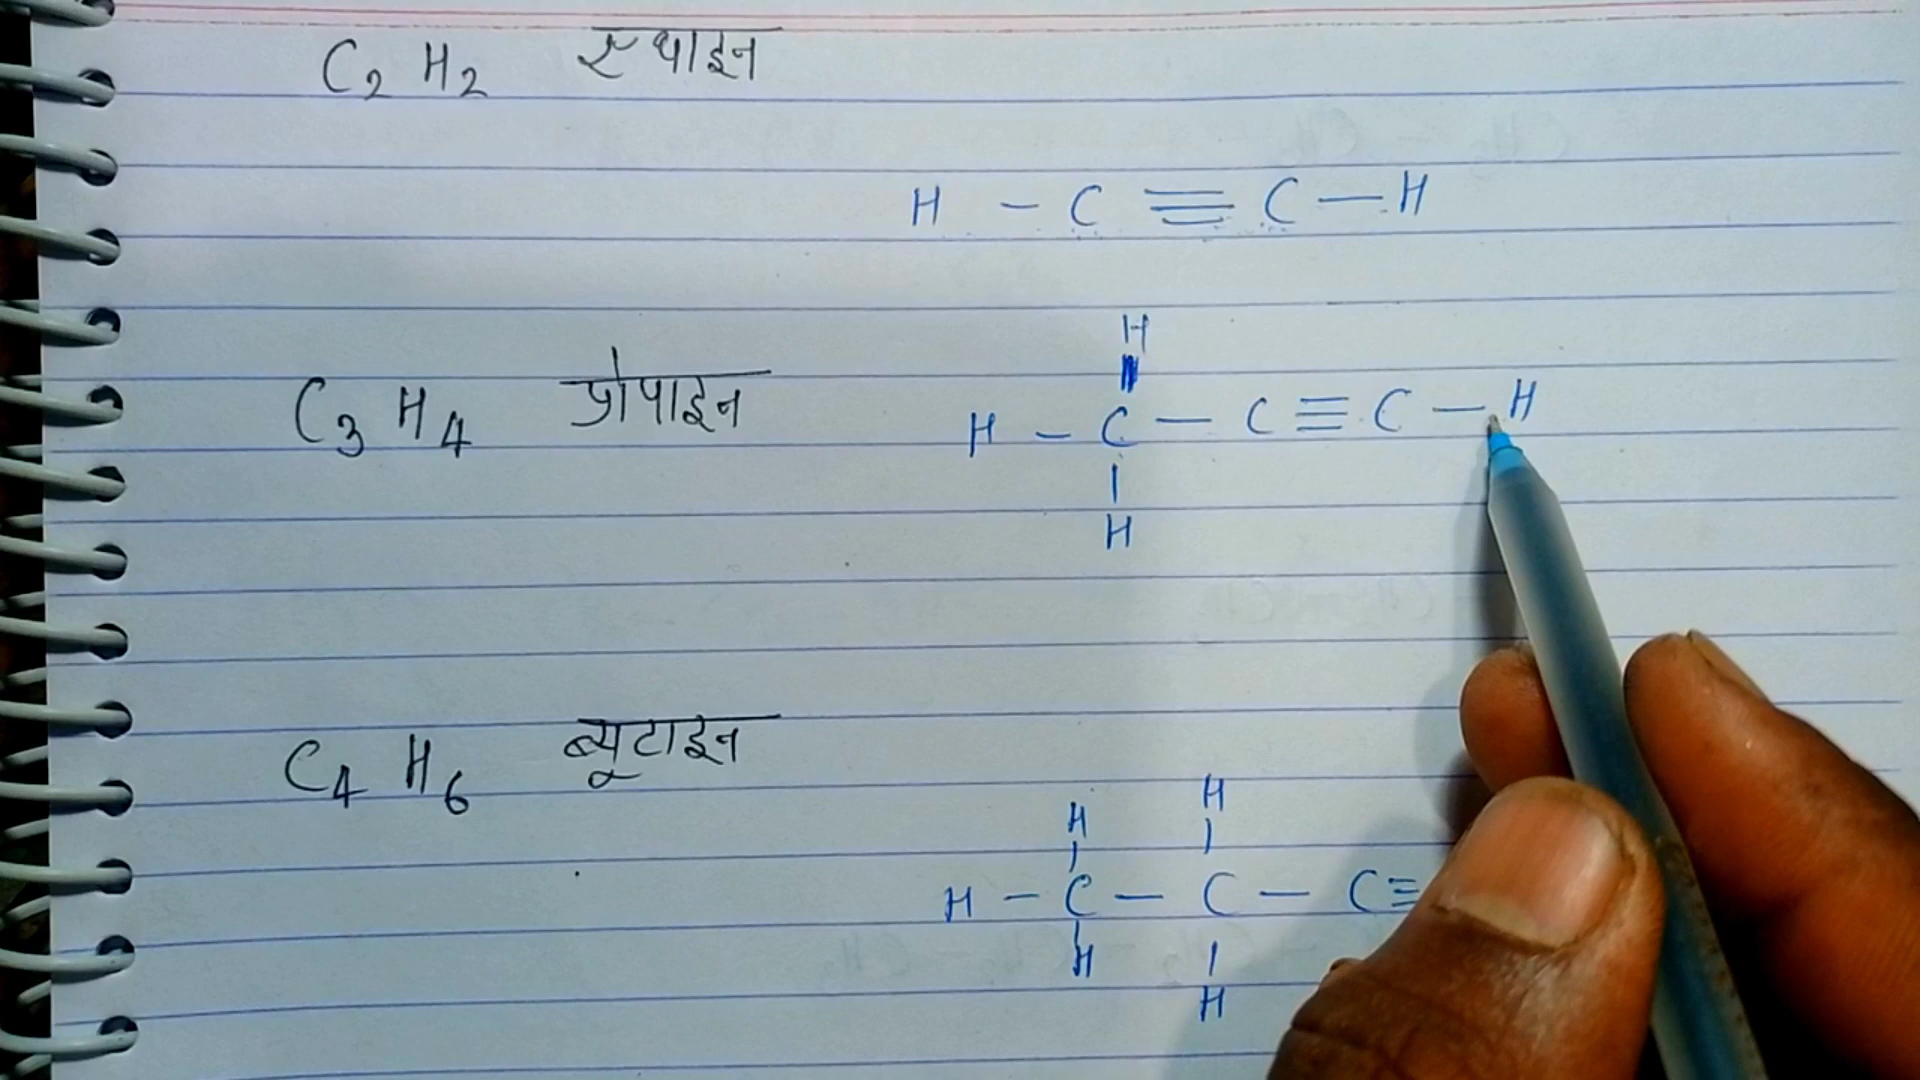 C₂H₂ एथाइन
H – C ≡ C – H
H
C₃H₄ प्रोपाइन
H – C – C ≡ C – H
H
C₄H₆ ब्यूटाइन
H H
H – C – C – C ≡
H H